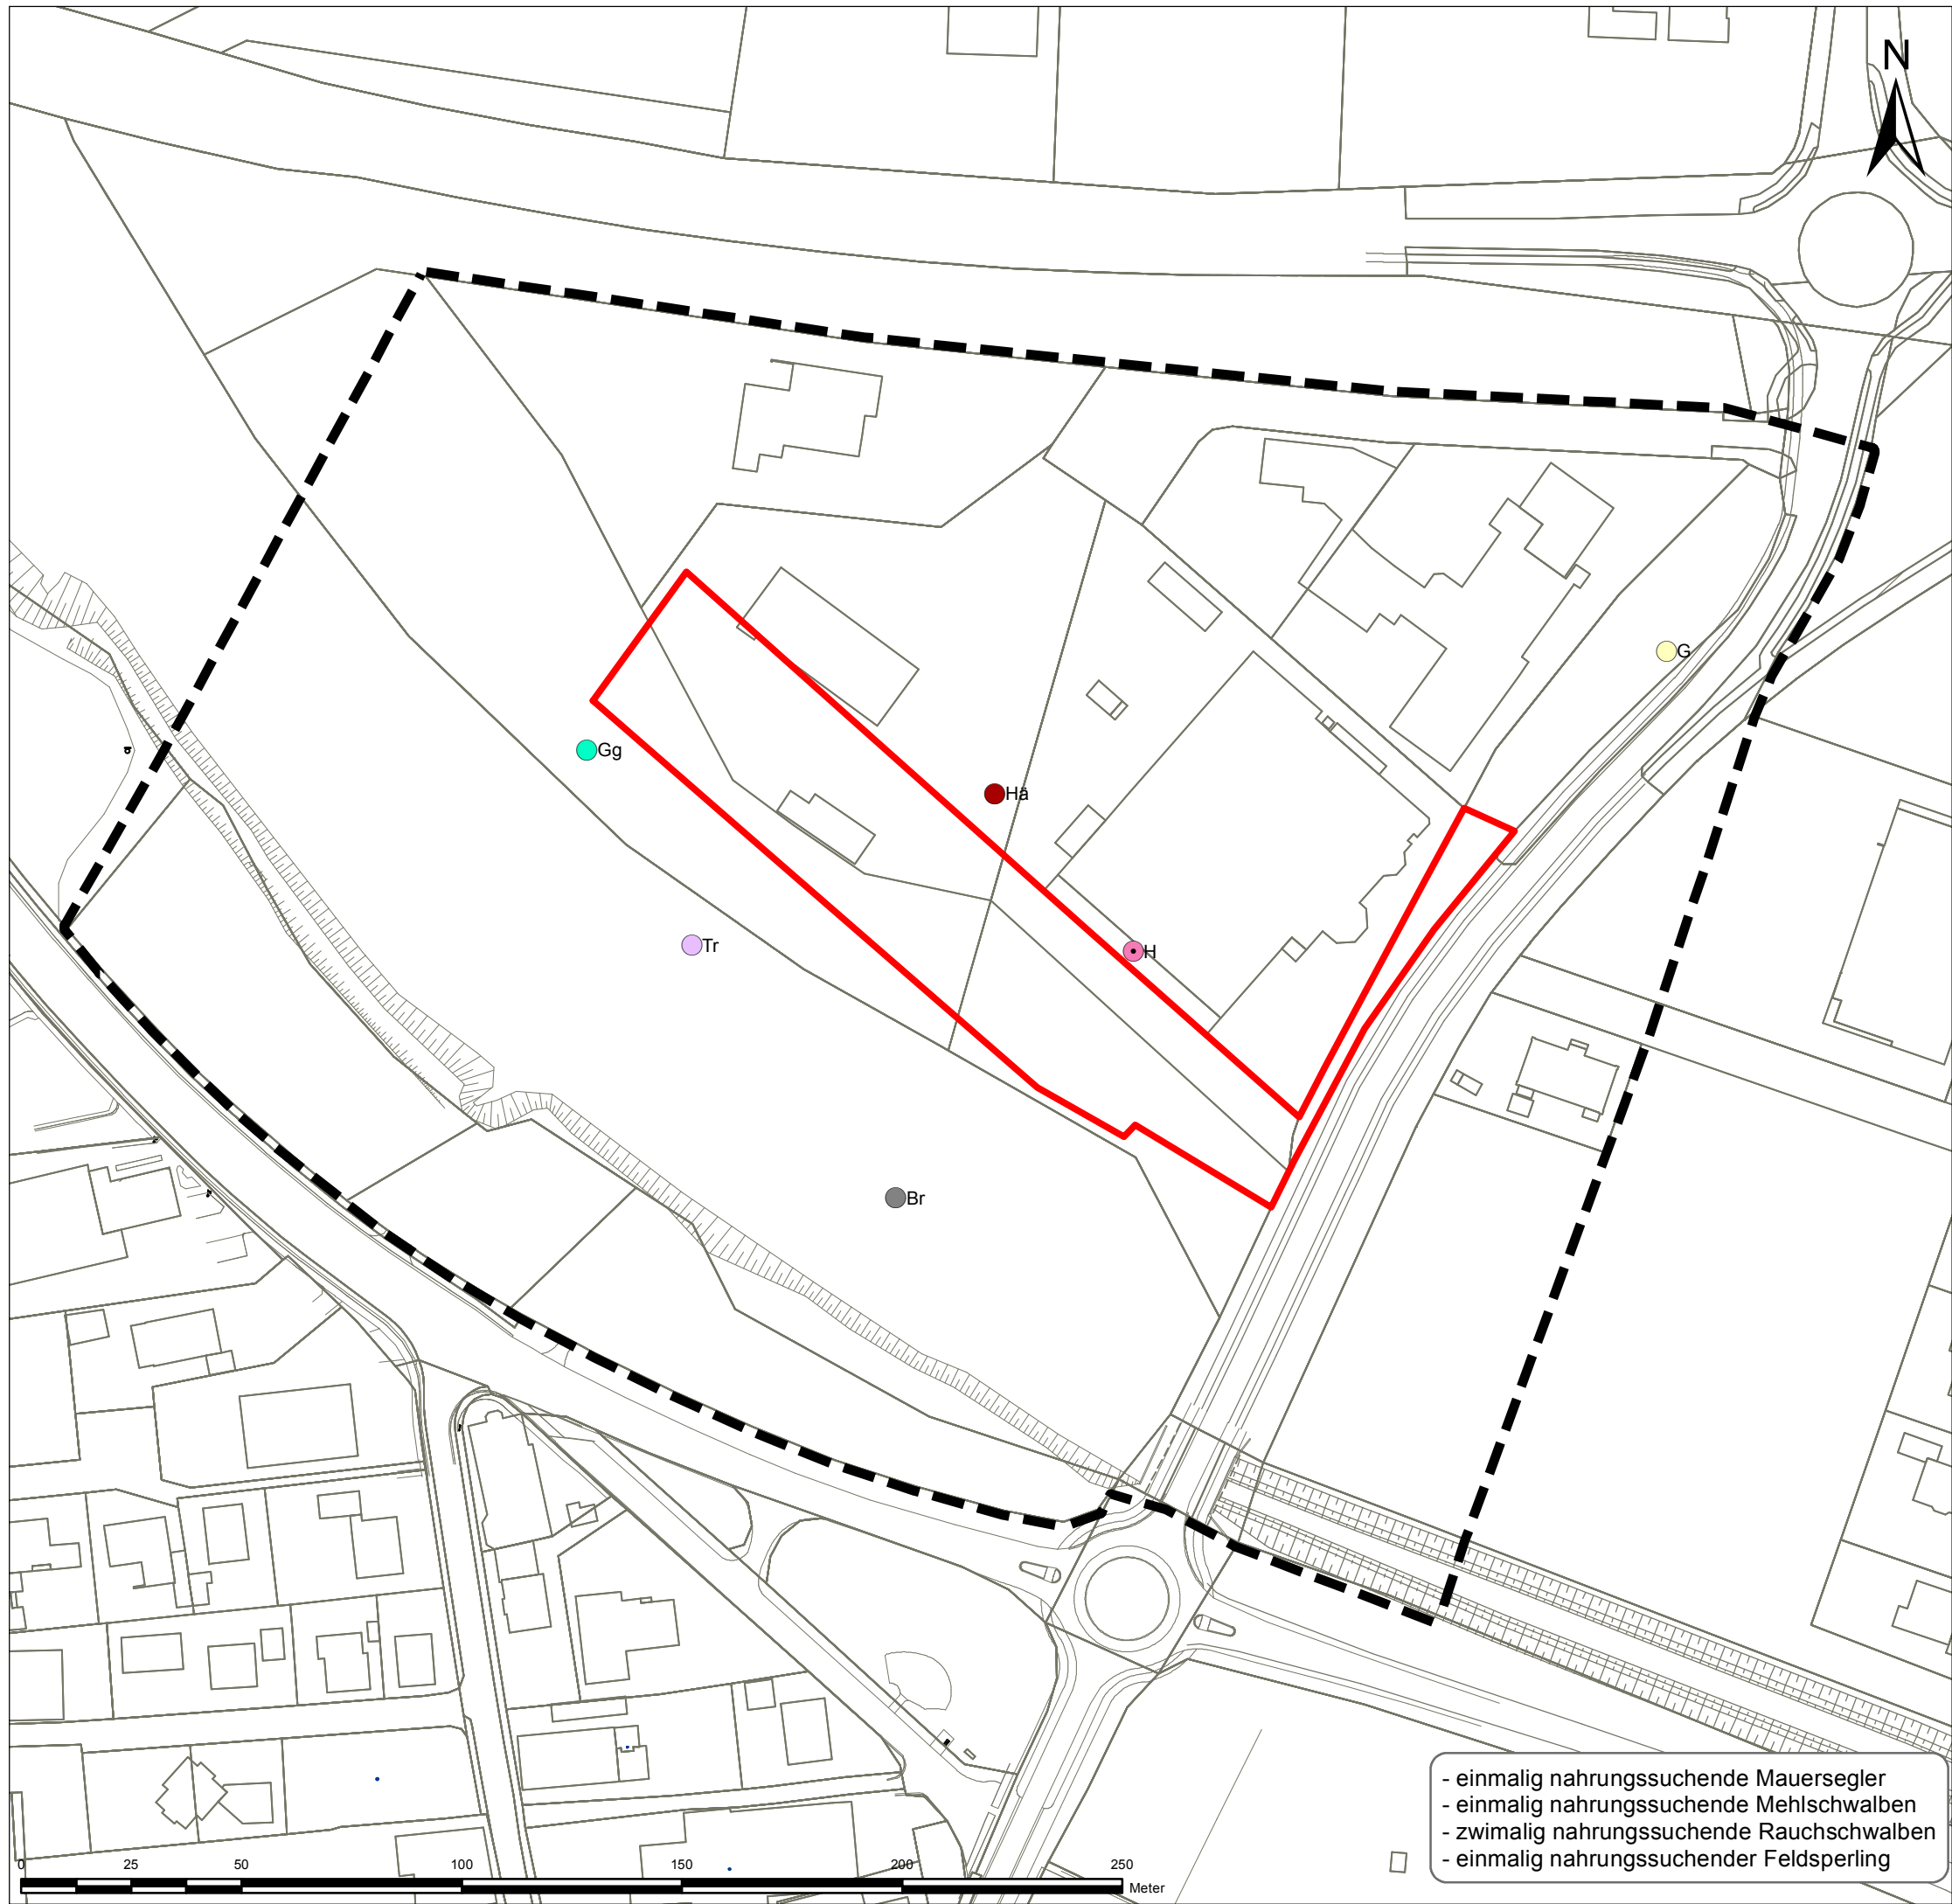 N
G
Gg
Hä
Tr
H
Br
- einmalig nahrungssuchende Mauersegler
- einmalig nahrungssuchende Mehlschwalben
- zwimalig nahrungssuchende Rauchschwalben
- einmalig nahrungssuchender Feldsperling
0 25 50 100 150 200 250
Meter